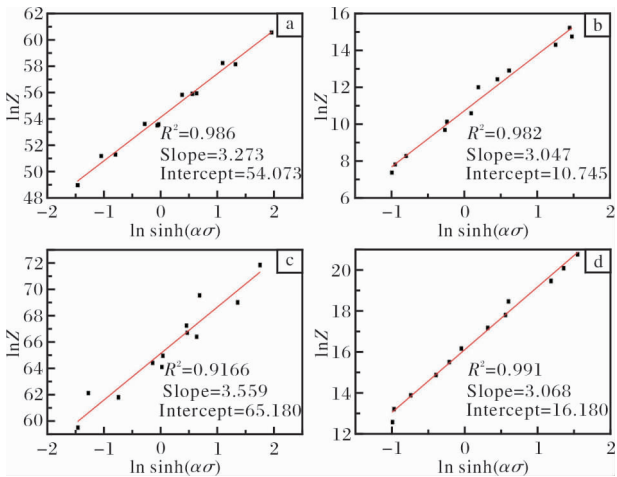 62
60
58
56
54
52
50
48
lnZ
a
R²=0.986
Slope=3.273
Intercept=54.073
−2 −1 0 1 2
ln sinh(ασ)
16
14
12
10
8
6
lnZ
b
R²=0.982
Slope=3.047
Intercept=10.745
−1 0 1 2
ln sinh(ασ)
72
70
68
66
64
62
60
lnZ
c
R²=0.9166
Slope=3.559
Intercept=65.180
−2 −1 0 1 2
ln sinh(ασ)
20
18
16
14
12
lnZ
d
R²=0.991
Slope=3.068
Intercept=16.180
−1 0 1
ln sinh(ασ)